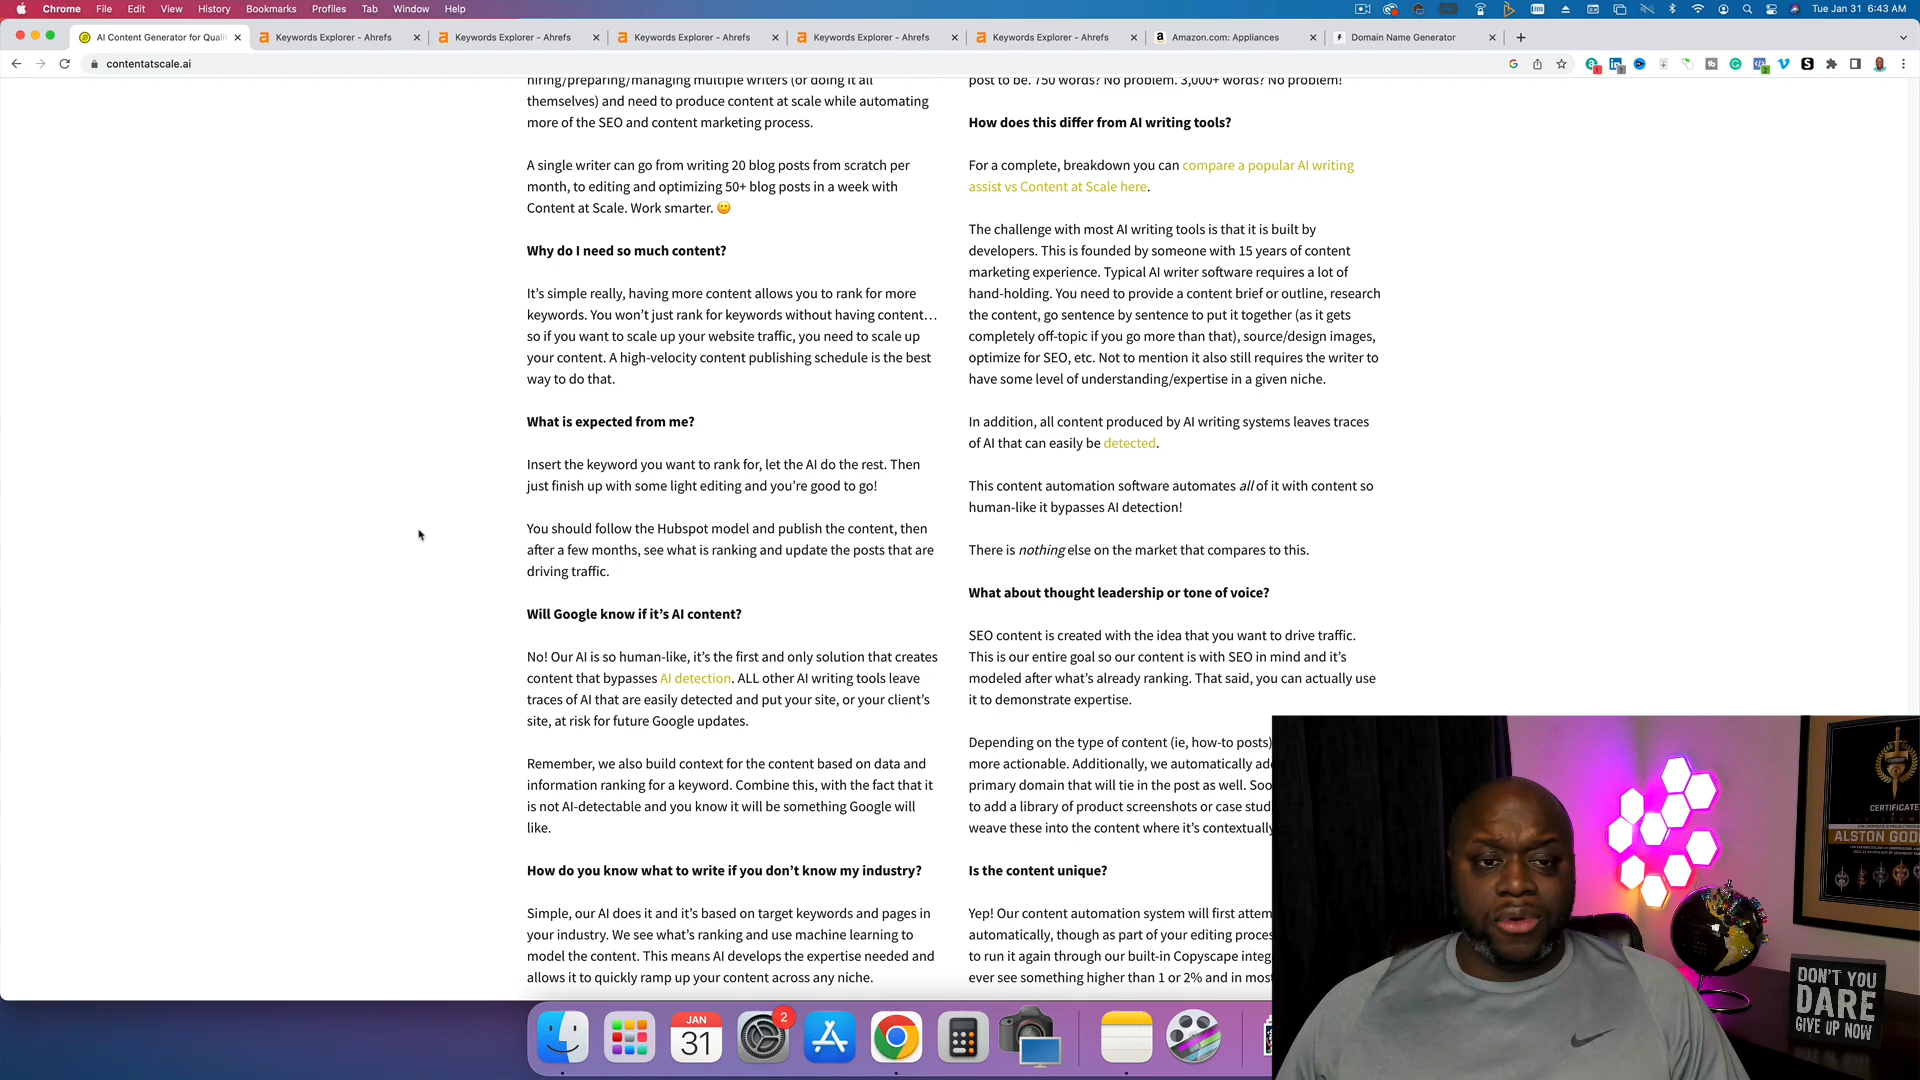 Chrome File Edit View History Bookmarks Profiles Tab Window Help
Tue Jan 31 6:43 AM
AI Content Generator for Quali
Keywords Explorer - Ahrefs
Keywords Explorer - Ahrefs
Keywords Explorer - Ahrefs
Keywords Explorer - Ahrefs
Keywords Explorer - Ahrefs
Amazon.com: Appliances
Domain Name Generator
contentatscale.ai
hiring/preparing/managing multiple writers (or doing it all
themselves) and need to produce content at scale while automating
more of the SEO and content marketing process.
A single writer can go from writing 20 blog posts from scratch per
month, to editing and optimizing 50+ blog posts in a week with
Content at Scale. Work smarter. 🙂
Why do I need so much content?
It's simple really, having more content allows you to rank for more
keywords. You won't just rank for keywords without having content…
so if you want to scale up your website traffic, you need to scale up
your content. A high-velocity content publishing schedule is the best
way to do that.
What is expected from me?
Insert the keyword you want to rank for, let the AI do the rest. Then
just finish up with some light editing and you're good to go!
You should follow the Hubspot model and publish the content, then
after a few months, see what is ranking and update the posts that are
driving traffic.
Will Google know if it's AI content?
No! Our AI is so human-like, it's the first and only solution that creates
content that bypasses AI detection. ALL other AI writing tools leave
traces of AI that are easily detected and put your site, or your client's
site, at risk for future Google updates.
Remember, we also build context for the content based on data and
information ranking for a keyword. Combine this, with the fact that it
is not AI-detectable and you know it will be something Google will
like.
How do you know what to write if you don't know my industry?
Simple, our AI does it and it's based on target keywords and pages in
your industry. We see what's ranking and use machine learning to
model the content. This means AI develops the expertise needed and
allows it to quickly ramp up your content across any niche.
post to be. 750 words? No problem. 3,000+ words? No problem!
How does this differ from AI writing tools?
For a complete, breakdown you can compare a popular AI writing
assist vs Content at Scale here.
The challenge with most AI writing tools is that it is built by
developers. This is founded by someone with 15 years of content
marketing experience. Typical AI writer software requires a lot of
hand-holding. You need to provide a content brief or outline, research
the content, go sentence by sentence to put it together (as it gets
completely off-topic if you go more than that), source/design images,
optimize for SEO, etc. Not to mention it also still requires the writer to
have some level of understanding/expertise in a given niche.
In addition, all content produced by AI writing systems leaves traces
of AI that can easily be detected.
This content automation software automates all of it with content so
human-like it bypasses AI detection!
There is nothing else on the market that compares to this.
What about thought leadership or tone of voice?
SEO content is created with the idea that you want to drive traffic.
This is our entire goal so our content is with SEO in mind and it's
modeled after what's already ranking. That said, you can actually use
it to demonstrate expertise.
Depending on the type of content (ie, how-to posts)
more actionable. Additionally, we automatically ad
primary domain that will tie in the post as well. Soo
to add a library of product screenshots or case stud
weave these into the content where it's contextually
Is the content unique?
Yep! Our content automation system will first attem
automatically, though as part of your editing proces
to run it again through our built-in Copyscape integ
ever see something higher than 1 or 2% and in most
JAN
31
2
CERTIFICATE
ALSTON GOD
DON'T YOU
DARE
GIVE UP NOW